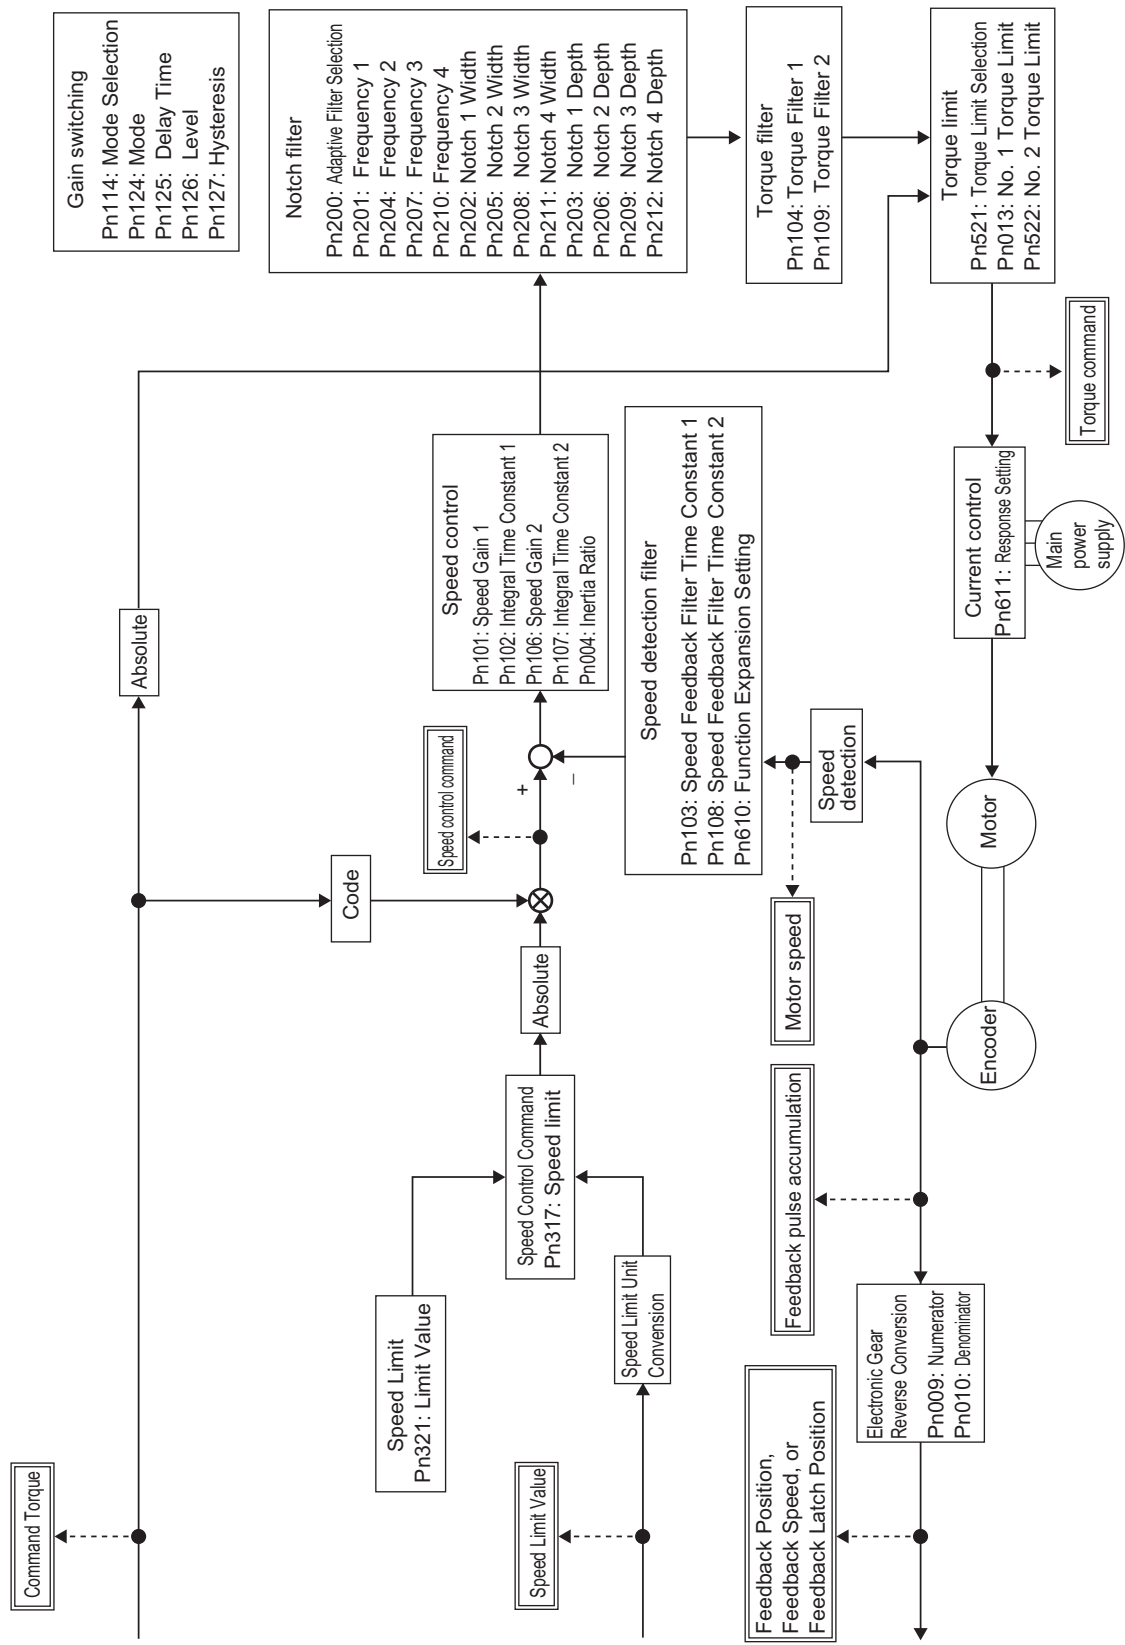 Command Torque
Absolute
Gain switching
Pn114: Mode Selection
Pn124: Mode
Pn125: Delay Time
Pn126: Level
Pn127: Hysteresis
Code
Speed Limit
Pn321: Limit Value
Speed control command
Speed Limit Value
Speed Control Command
Pn317: Speed limit
Absolute
+
−
Speed control
Pn101: Speed Gain 1
Pn102: Integral Time Constant 1
Pn106: Speed Gain 2
Pn107: Integral Time Constant 2
Pn004: Inertia Ratio
Notch filter
Pn200: Adaptive Filter Selection
Pn201: Frequency 1
Pn204: Frequency 2
Pn207: Frequency 3
Pn210: Frequency 4
Pn202: Notch 1 Width
Pn205: Notch 2 Width
Pn208: Notch 3 Width
Pn211: Notch 4 Width
Pn203: Notch 1 Depth
Pn206: Notch 2 Depth
Pn209: Notch 3 Depth
Pn212: Notch 4 Depth
Speed Limit Unit
Convension
Speed detection filter
Pn103: Speed Feedback Filter Time Constant 1
Pn108: Speed Feedback Filter Time Constant 2
Pn610: Function Expansion Setting
Torque filter
Pn104: Torque Filter 1
Pn109: Torque Filter 2
Feedback Position,
Feedback Speed, or
Feedback Latch Position
Feedback pulse accumulation
Motor speed
Speed
detection
Electronic Gear
Reverse Conversion
Pn009: Numerator
Pn010: Denominator
Encoder
Motor
Current control
Pn611: Response Setting
Main
power
supply
Torque limit
Pn521: Torque Limit Selection
Pn013: No. 1 Torque Limit
Pn522: No. 2 Torque Limit
Torque command